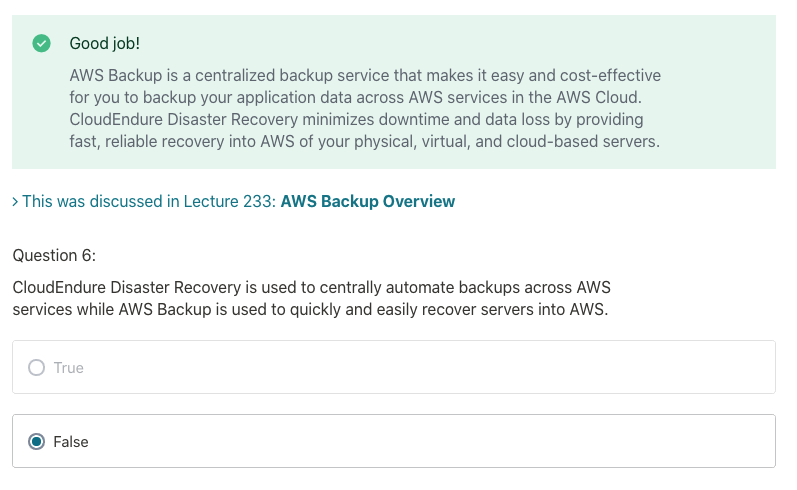 Good job!
AWS Backup is a centralized backup service that makes it easy and cost-effective
for you to backup your application data across AWS services in the AWS Cloud.
CloudEndure Disaster Recovery minimizes downtime and data loss by providing
fast, reliable recovery into AWS of your physical, virtual, and cloud-based servers.
> This was discussed in Lecture 233: AWS Backup Overview
Question 6:
CloudEndure Disaster Recovery is used to centrally automate backups across AWS
services while AWS Backup is used to quickly and easily recover servers into AWS.
True
False